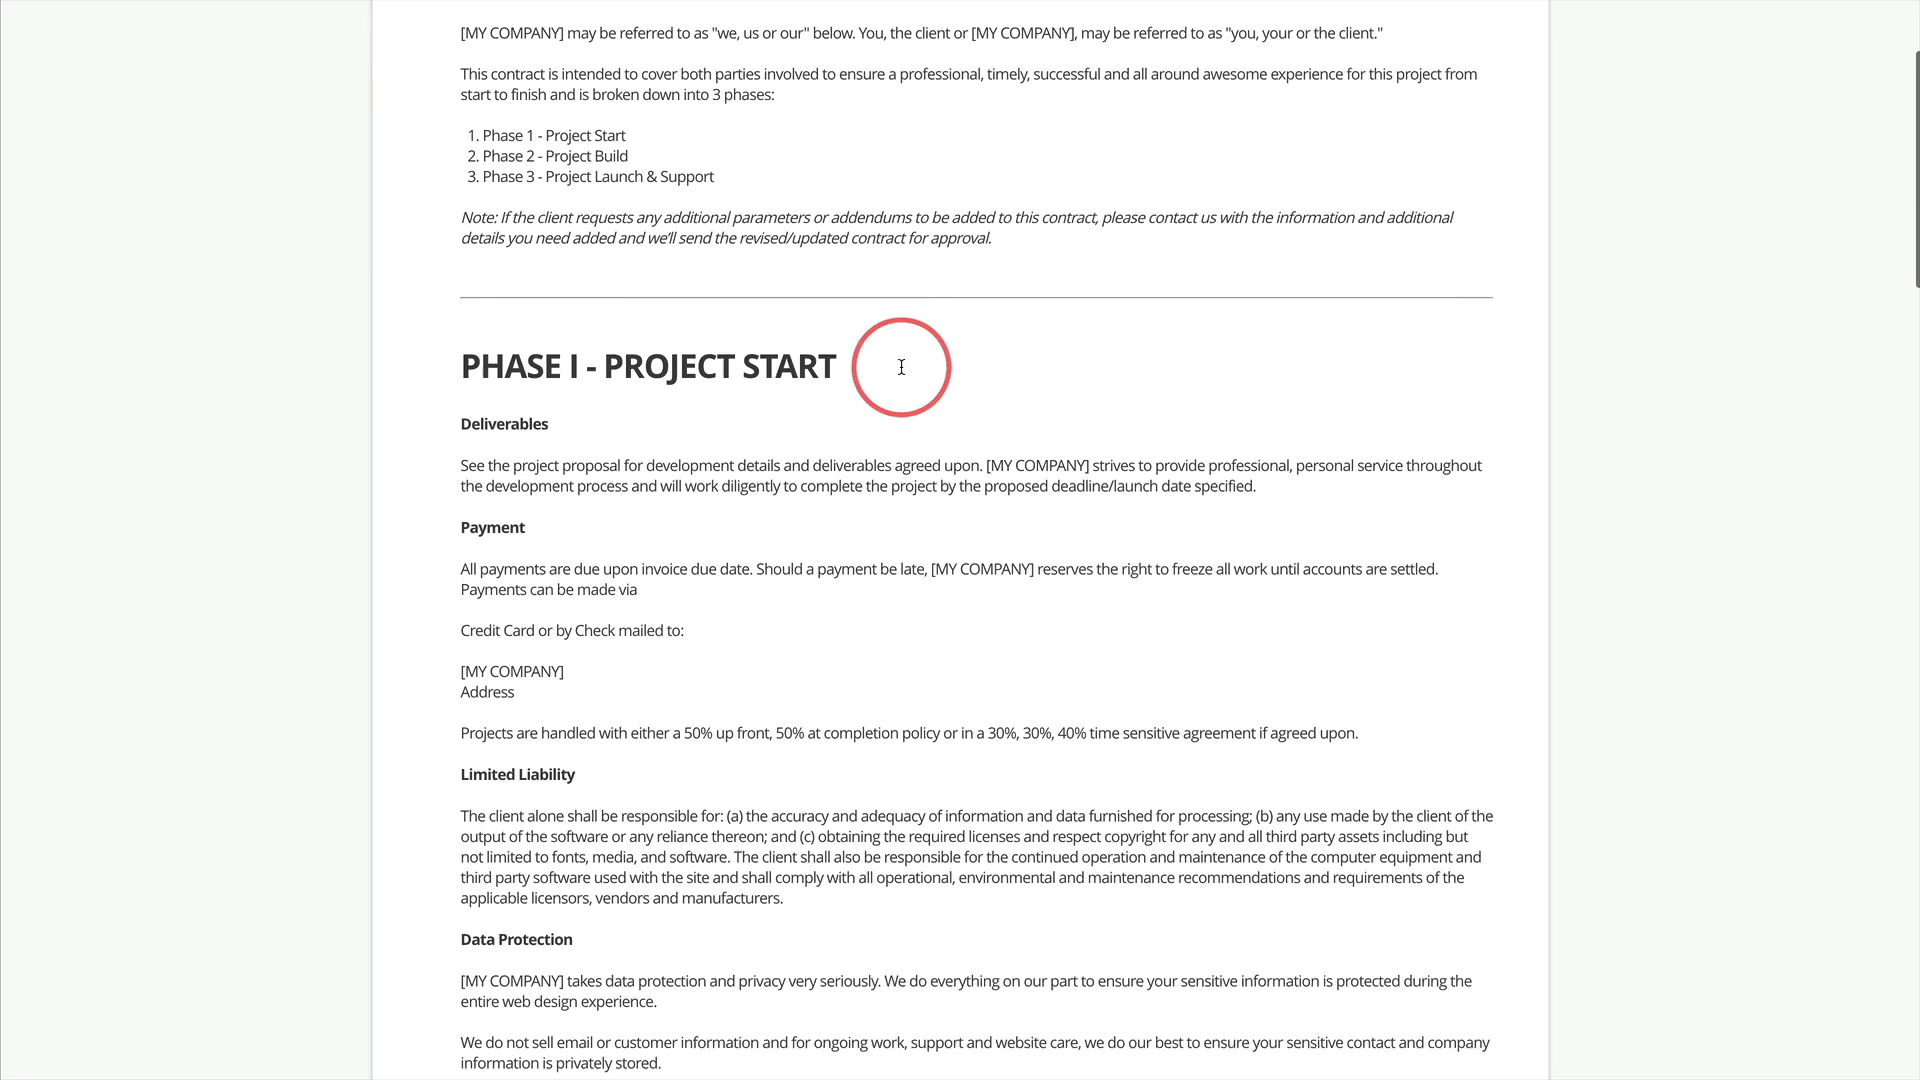 [MY COMPANY] may be referred to as "we, us or our" below. You, the client or [MY COMPANY], may be referred to as "you, your or the client."
This contract is intended to cover both parties involved to ensure a professional, timely, successful and all around awesome experience for this project from
start to finish and is broken down into 3 phases:
1. Phase 1 - Project Start
2. Phase 2 - Project Build
3. Phase 3 - Project Launch & Support
Note: If the client requests any additional parameters or addendums to be added to this contract, please contact us with the information and additional
details you need added and we'll send the revised/updated contract for approval.
PHASE I - PROJECT START
Deliverables
See the project proposal for development details and deliverables agreed upon. [MY COMPANY] strives to provide professional, personal service throughout
the development process and will work diligently to complete the project by the proposed deadline/launch date specified.
Payment
All payments are due upon invoice due date. Should a payment be late, [MY COMPANY] reserves the right to freeze all work until accounts are settled.
Payments can be made via
Credit Card or by Check mailed to:
[MY COMPANY]
Address
Projects are handled with either a 50% up front, 50% at completion policy or in a 30%, 30%, 40% time sensitive agreement if agreed upon.
Limited Liability
The client alone shall be responsible for: (a) the accuracy and adequacy of information and data furnished for processing; (b) any use made by the client of the
output of the software or any reliance thereon; and (c) obtaining the required licenses and respect copyright for any and all third party assets including but
not limited to fonts, media, and software. The client shall also be responsible for the continued operation and maintenance of the computer equipment and
third party software used with the site and shall comply with all operational, environmental and maintenance recommendations and requirements of the
applicable licensors, vendors and manufacturers.
Data Protection
[MY COMPANY] takes data protection and privacy very seriously. We do everything on our part to ensure your sensitive information is protected during the
entire web design experience.
We do not sell email or customer information and for ongoing work, support and website care, we do our best to ensure your sensitive contact and company
information is privately stored.